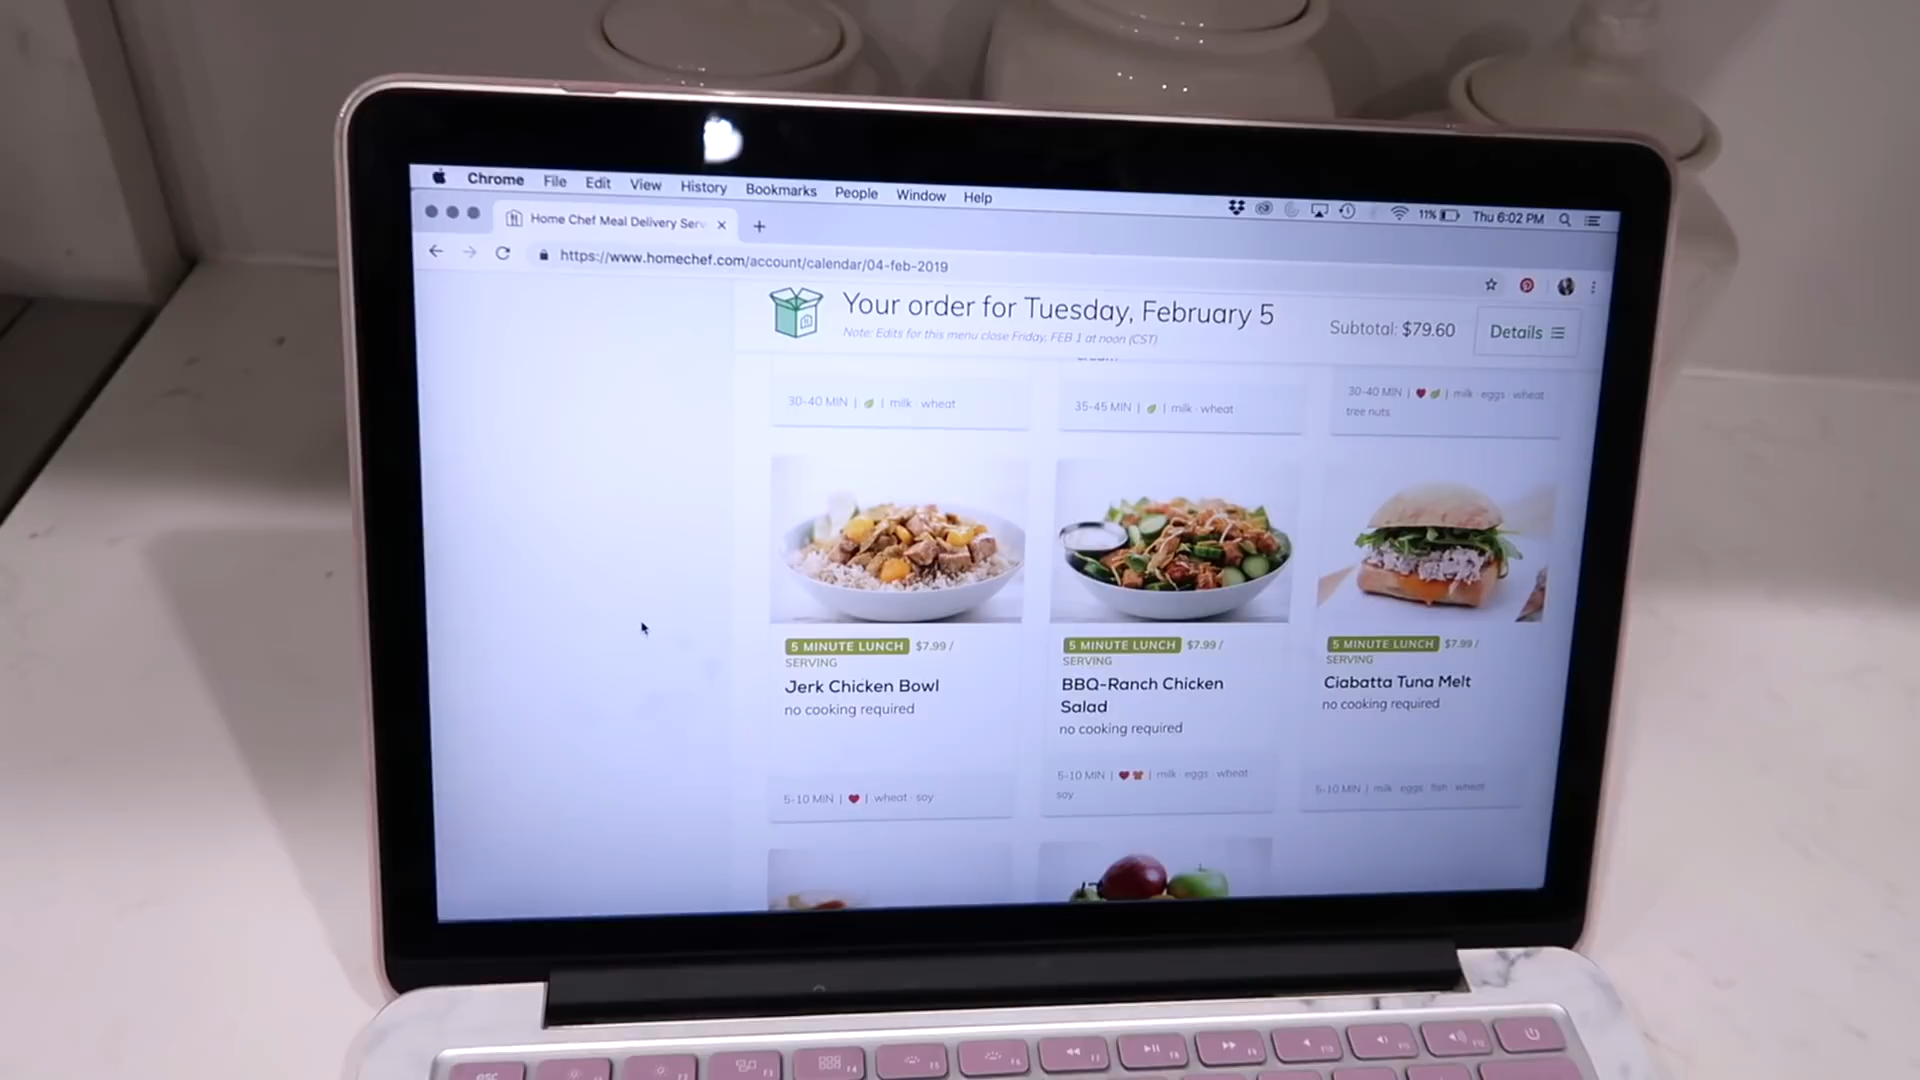 Chrome File Edit View History Bookmarks People Window Help
11% Thu 6:02 PM
Home Chef Meal Delivery Serv
https://www.homechef.com/account/calendar/04-feb-2019
Your order for Tuesday, February 5
Note: Edits for this menu close Friday, FEB 1 at noon (CST)
Subtotal: $79.60
Details
30-40 MIN | | milk · wheat
35-45 MIN | | milk · wheat
30-40 MIN | | milk · eggs · wheat
tree nuts
5 MINUTE LUNCH $7.99 /
SERVING
Jerk Chicken Bowl
no cooking required
5-10 MIN | | wheat · soy
5 MINUTE LUNCH $7.99 /
SERVING
BBQ-Ranch Chicken
Salad
no cooking required
5-10 MIN | | milk · eggs · wheat
soy
5 MINUTE LUNCH $7.99 /
SERVING
Ciabatta Tuna Melt
no cooking required
5-10 MIN | milk · eggs · fish · wheat
esc